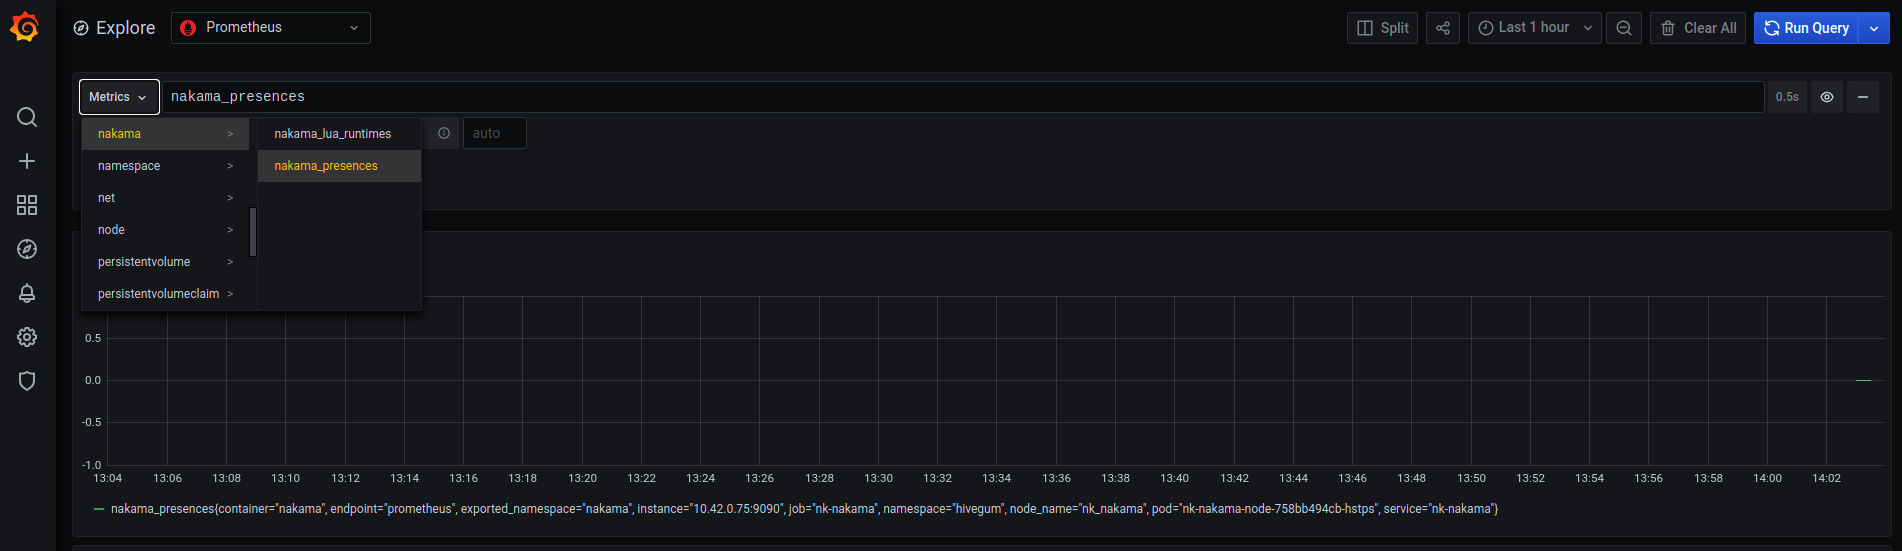 Explore Prometheus Split Last 1 hour Clear All Run Query
Metrics nakama_presences 0.5s
nakama > nakama_lua_runtimes auto
namespace > nakama_presences
net >
node >
persistentvolume >
persistentvolumeclaim >
0.5
0.0
-0.5
-1.0
13:04 13:06 13:08 13:10 13:12 13:14 13:16 13:18 13:20 13:22 13:24 13:26 13:28 13:30 13:32 13:34 13:36 13:38 13:40 13:42 13:44 13:46 13:48 13:50 13:52 13:54 13:56 13:58 14:00 14:02
nakama_presences{container="nakama", endpoint="prometheus", exported_namespace="nakama", instance="10.42.0.75:9090", job="nk-nakama", namespace="hivegum", node_name="nk_nakama", pod="nk-nakama-node-758bb494cb-hstps", service="nk-nakama"}